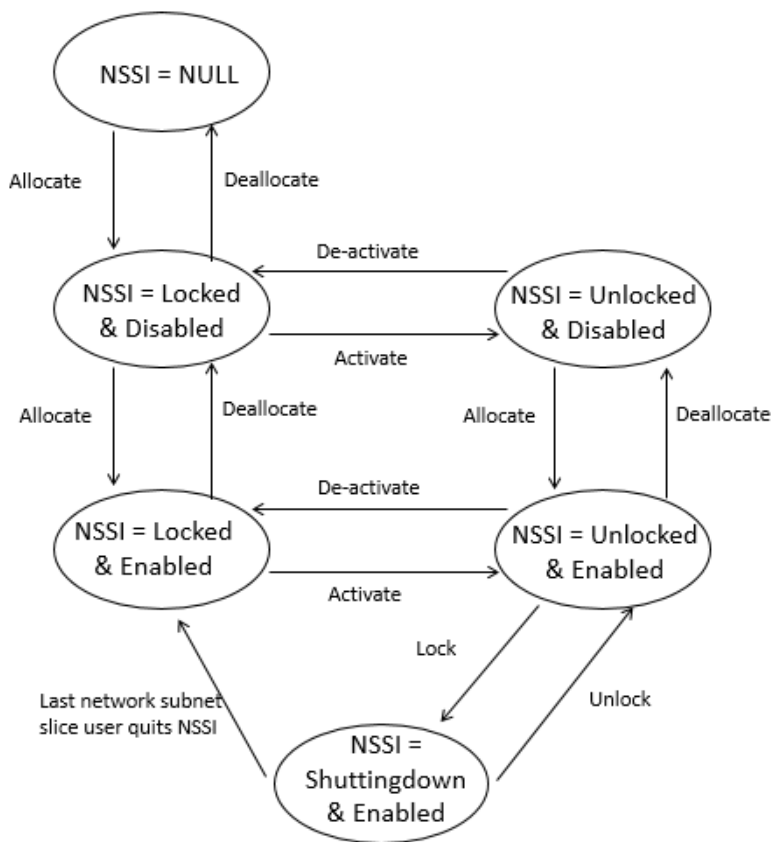 NSSI = NULL
Allocate
Deallocate
De-activate
NSSI = Locked
& Disabled
NSSI = Unlocked
& Disabled
Activate
Allocate
Deallocate
Allocate
Deallocate
De-activate
NSSI = Locked
& Enabled
NSSI = Unlocked
& Enabled
Activate
Lock
Last network subnet
slice user quits NSSI
Unlock
NSSI =
Shuttingdown
& Enabled